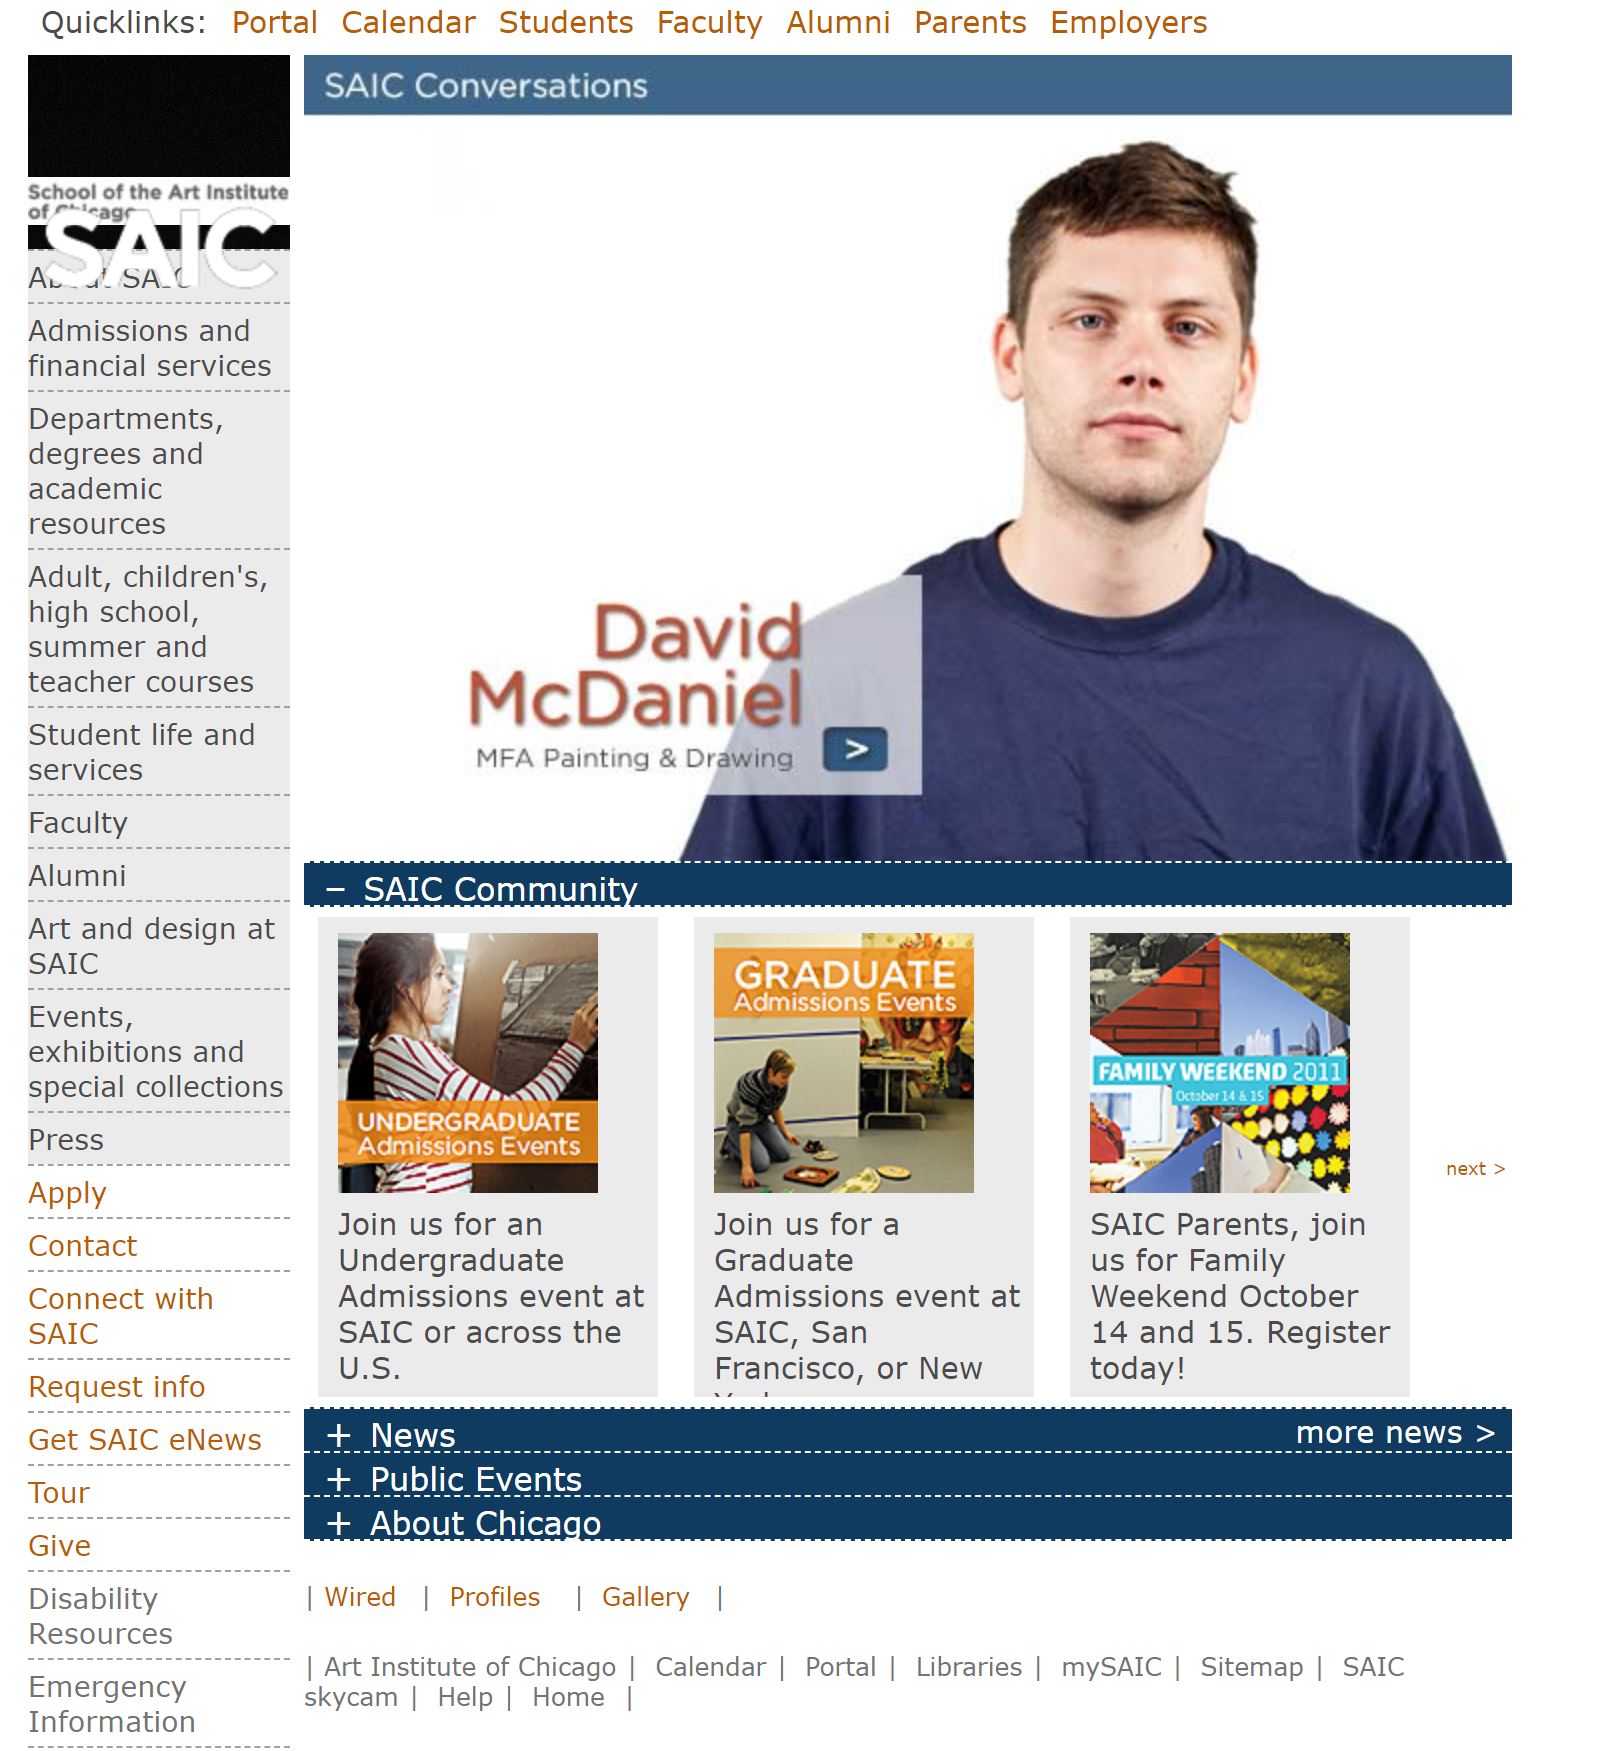 Quicklinks: Portal Calendar Students Faculty Alumni Parents Employers
School of the Art Institute
of Chicago
SAIC
About SAIC
Admissions and
financial services
Departments,
degrees and
academic
resources
Adult, children's,
high school,
summer and
teacher courses
Student life and
services
Faculty
Alumni
Art and design at
SAIC
Events,
exhibitions and
special collections
Press
Apply
Contact
Connect with
SAIC
Request info
Get SAIC eNews
Tour
Give
Disability
Resources
Emergency
Information
SAIC Conversations
David
McDaniel
MFA Painting & Drawing >
– SAIC Community
UNDERGRADUATE
Admissions Events
Join us for an
Undergraduate
Admissions event at
SAIC or across the
U.S.
GRADUATE
Admissions Events
Join us for a
Graduate
Admissions event at
SAIC, San
Francisco, or New
FAMILY WEEKEND 2011
October 14 & 15
SAIC Parents, join
us for Family
Weekend October
14 and 15. Register
today!
next >
+ News more news >
+ Public Events
+ About Chicago
| Wired | Profiles | Gallery |
| Art Institute of Chicago | Calendar | Portal | Libraries | mySAIC | Sitemap | SAIC
skycam | Help | Home |